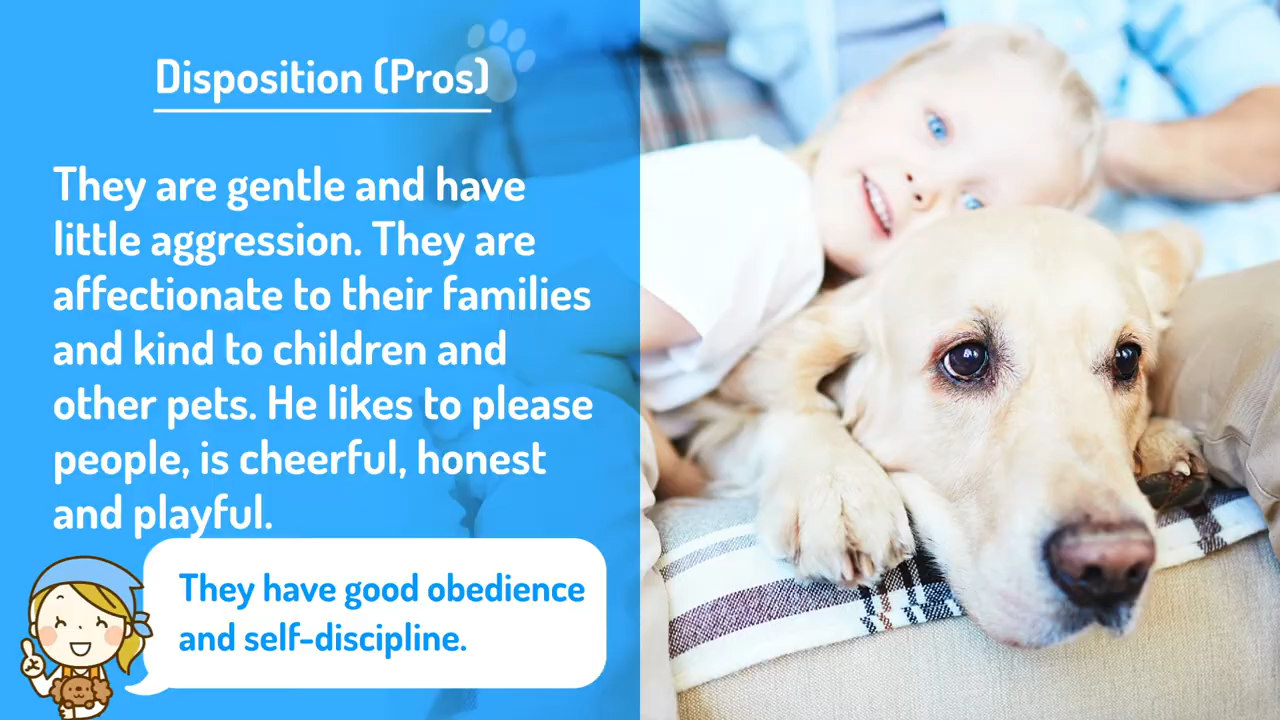 Disposition (Pros)
They are gentle and have
little aggression. They are
affectionate to their families
and kind to children and
other pets. He likes to please
people, is cheerful, honest
and playful.
They have good obedience
and self-discipline.